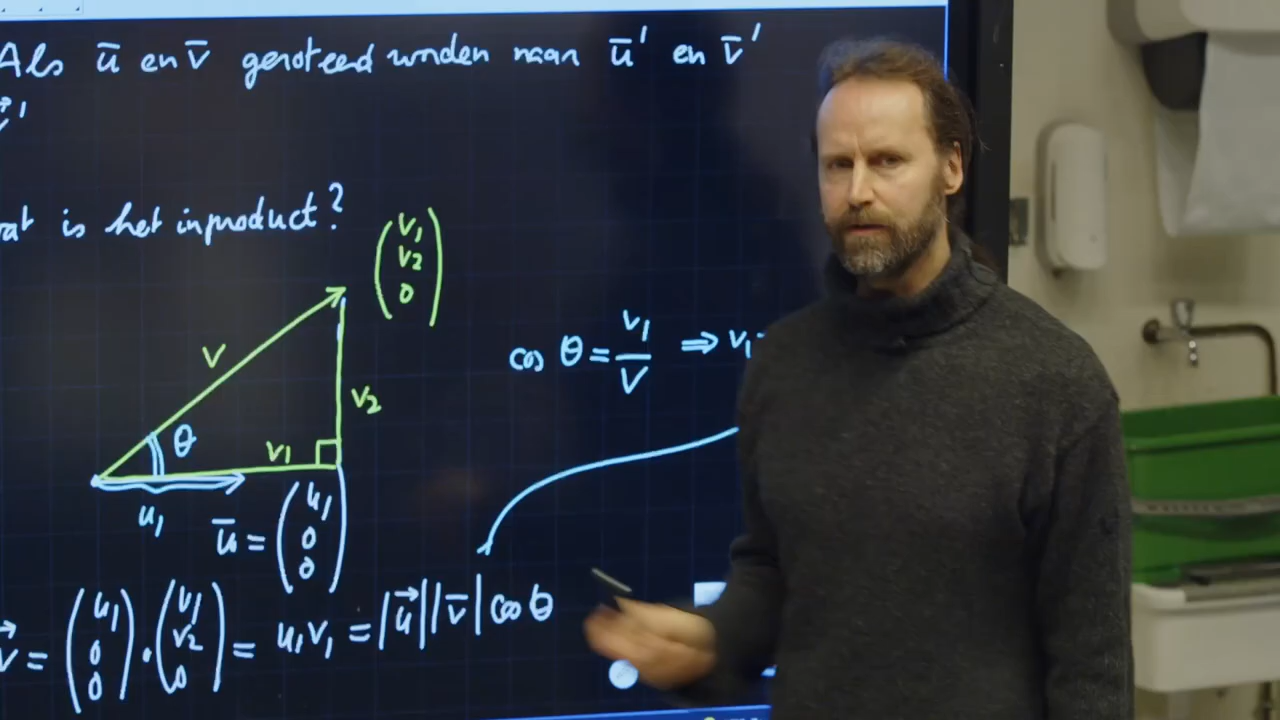 Als ū en v̄ geroteerd worden naar ū' en v̄'
v⃗'
is het inproduct?
(v₁ v₂ 0)
v
θ
v₁
v₂
cos θ = v₁/v ⇒ v₁
u₁
ū = (u₁ 0 0)
v⃗ = (u₁ 0 0) · (v₁ v₂ 0) = u₁v₁ = |u⃗||v̄| cos θ